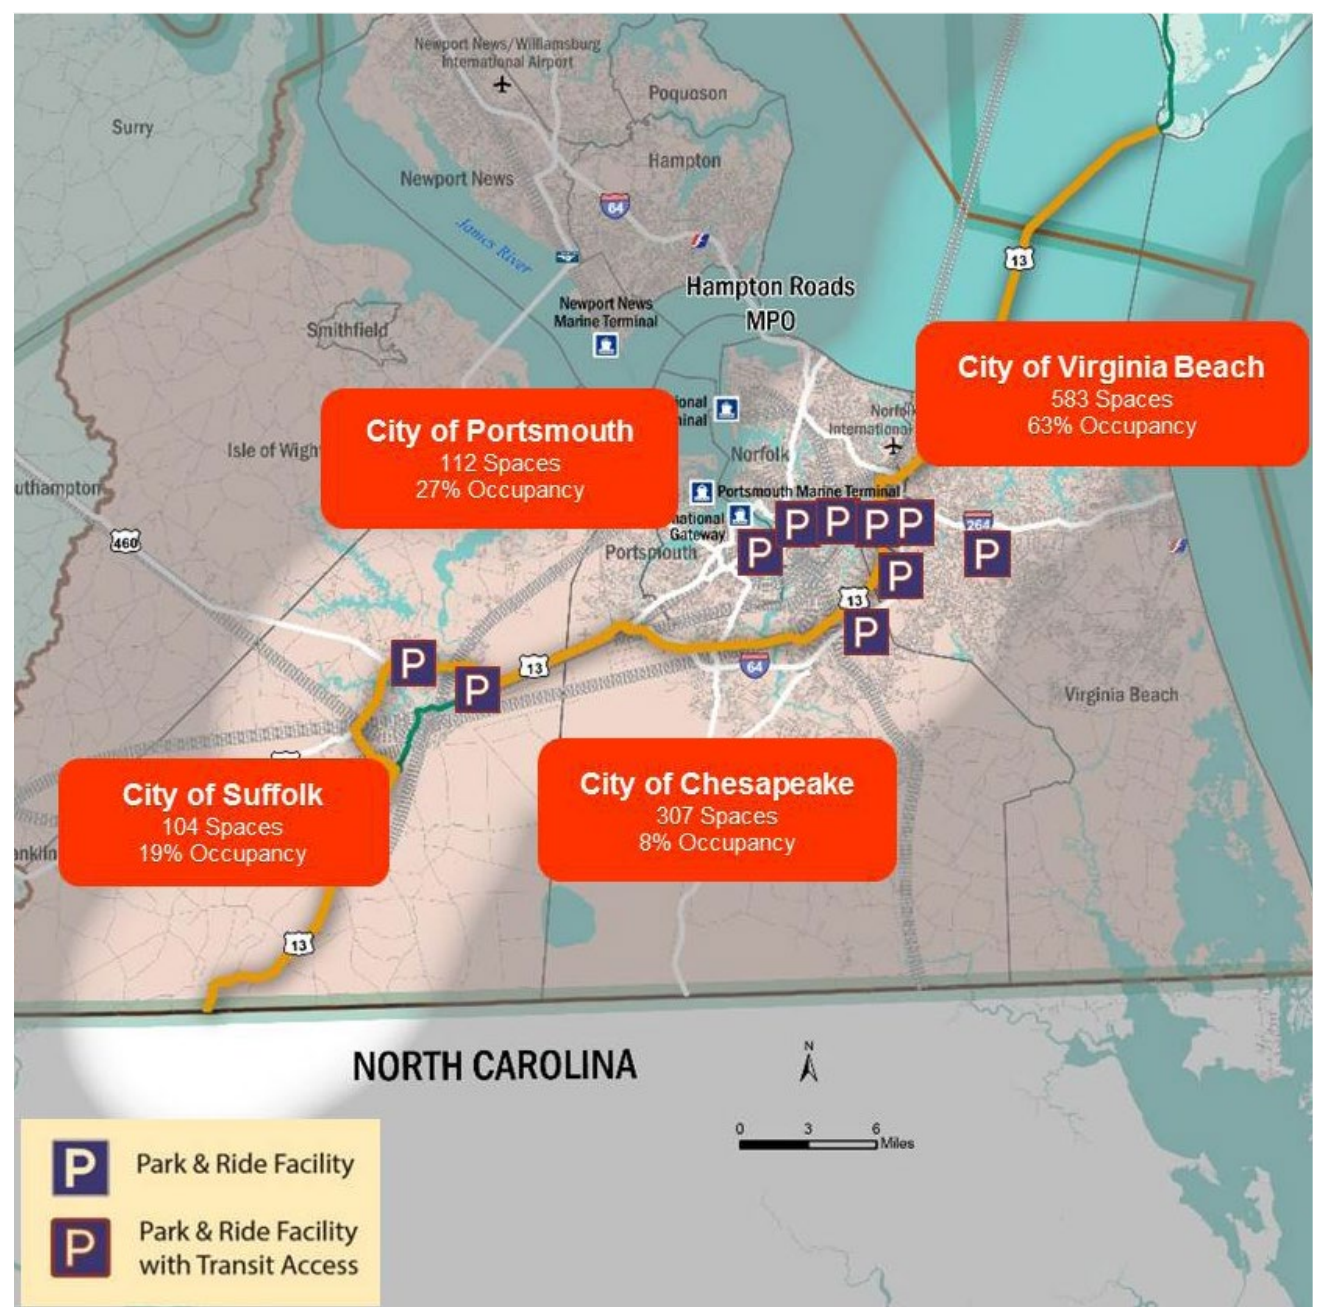 Newport News/Williamsburg
International Airport
Surry
Poquoson
Hampton
Newport News
64
James River
13
Hampton Roads
MPO
Newport News
Marine Terminal
Smithfield
City of Virginia Beach
583 Spaces
63% Occupancy
City of Portsmouth
112 Spaces
27% Occupancy
Norfolk
International
Isle of Wigh
Norfolk
uthampton
Portsmouth Marine Terminal
national
Gateway
Portsmouth
460
264
P
P
P
P
P
P
P
P
13
P
P
P
13
64
Virginia Beach
City of Suffolk
104 Spaces
19% Occupancy
City of Chesapeake
307 Spaces
8% Occupancy
anklin
13
NORTH CAROLINA
N
0 3 6
Miles
P Park & Ride Facility
P Park & Ride Facility
with Transit Access